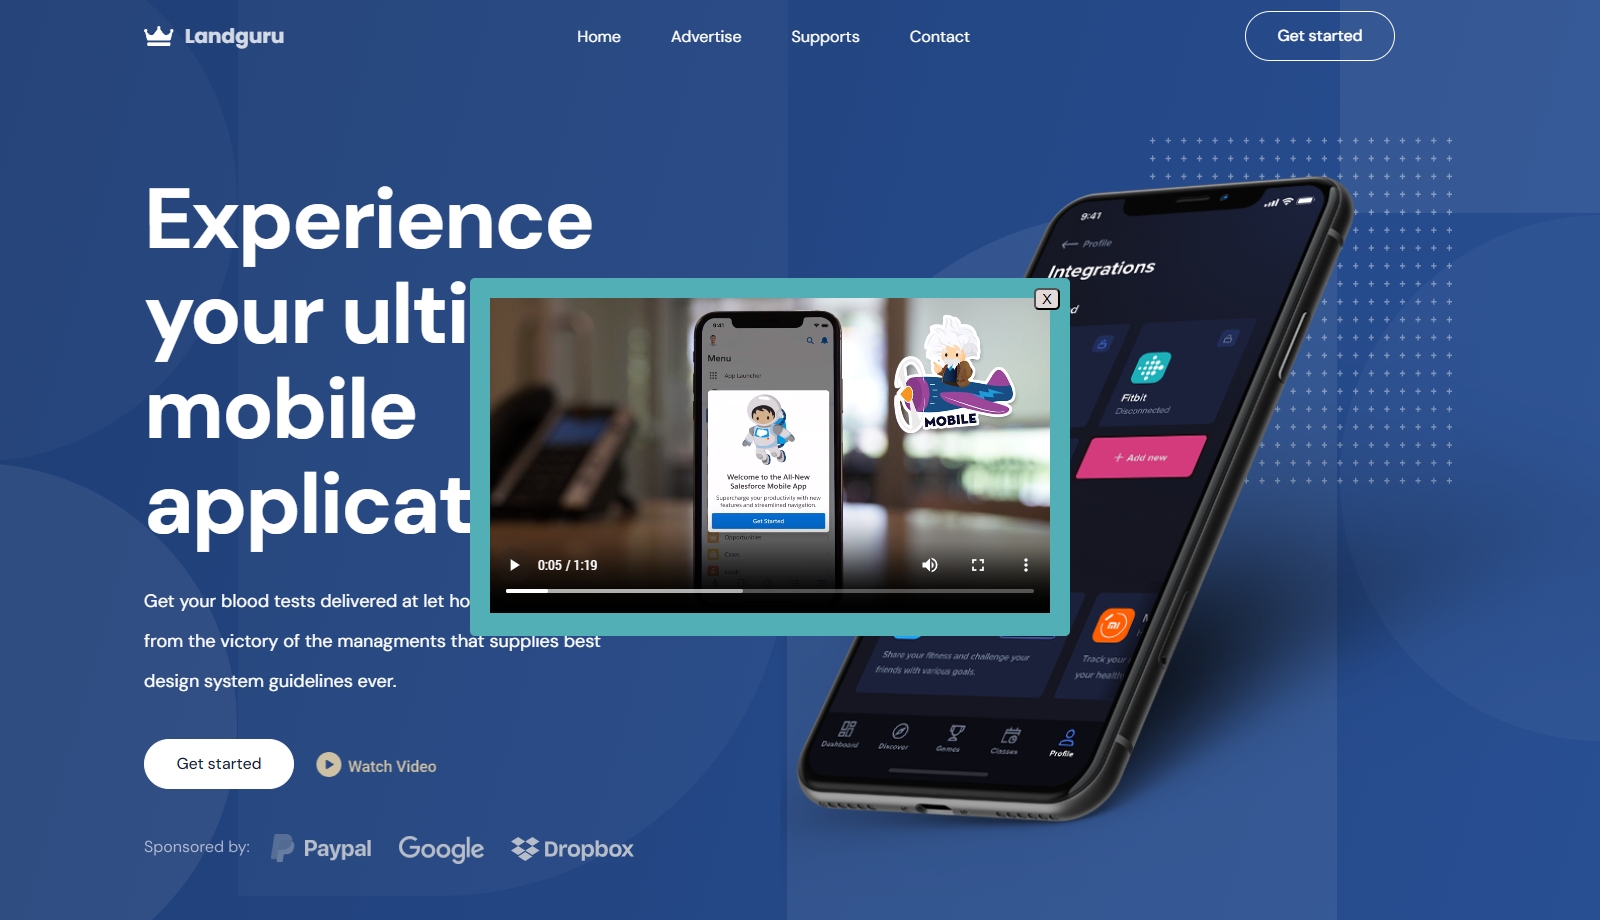 Landguru
Home
Advertise
Supports
Contact
Get started
Experience
your ulti
mobile
applicat
Get your blood tests delivered at let ho
from the victory of the managments that supplies best
design system guidelines ever.
Get started
Watch Video
Sponsored by:
Paypal
Google
Dropbox
X
9:41
Menu
App Launcher
Welcome to the All-New
Salesforce Mobile App
Supercharge your productivity with new
features and streamlined navigation.
Get Started
Opportunities
Cases
MOBILE
0:05 / 1:19
9:41
Profile
Integrations
Fitbit
Disconnected
+ Add new
Share your fitness and challenge your
friends with various goals.
Track your
your health
Dashboard
Discover
Games
Classes
Profile